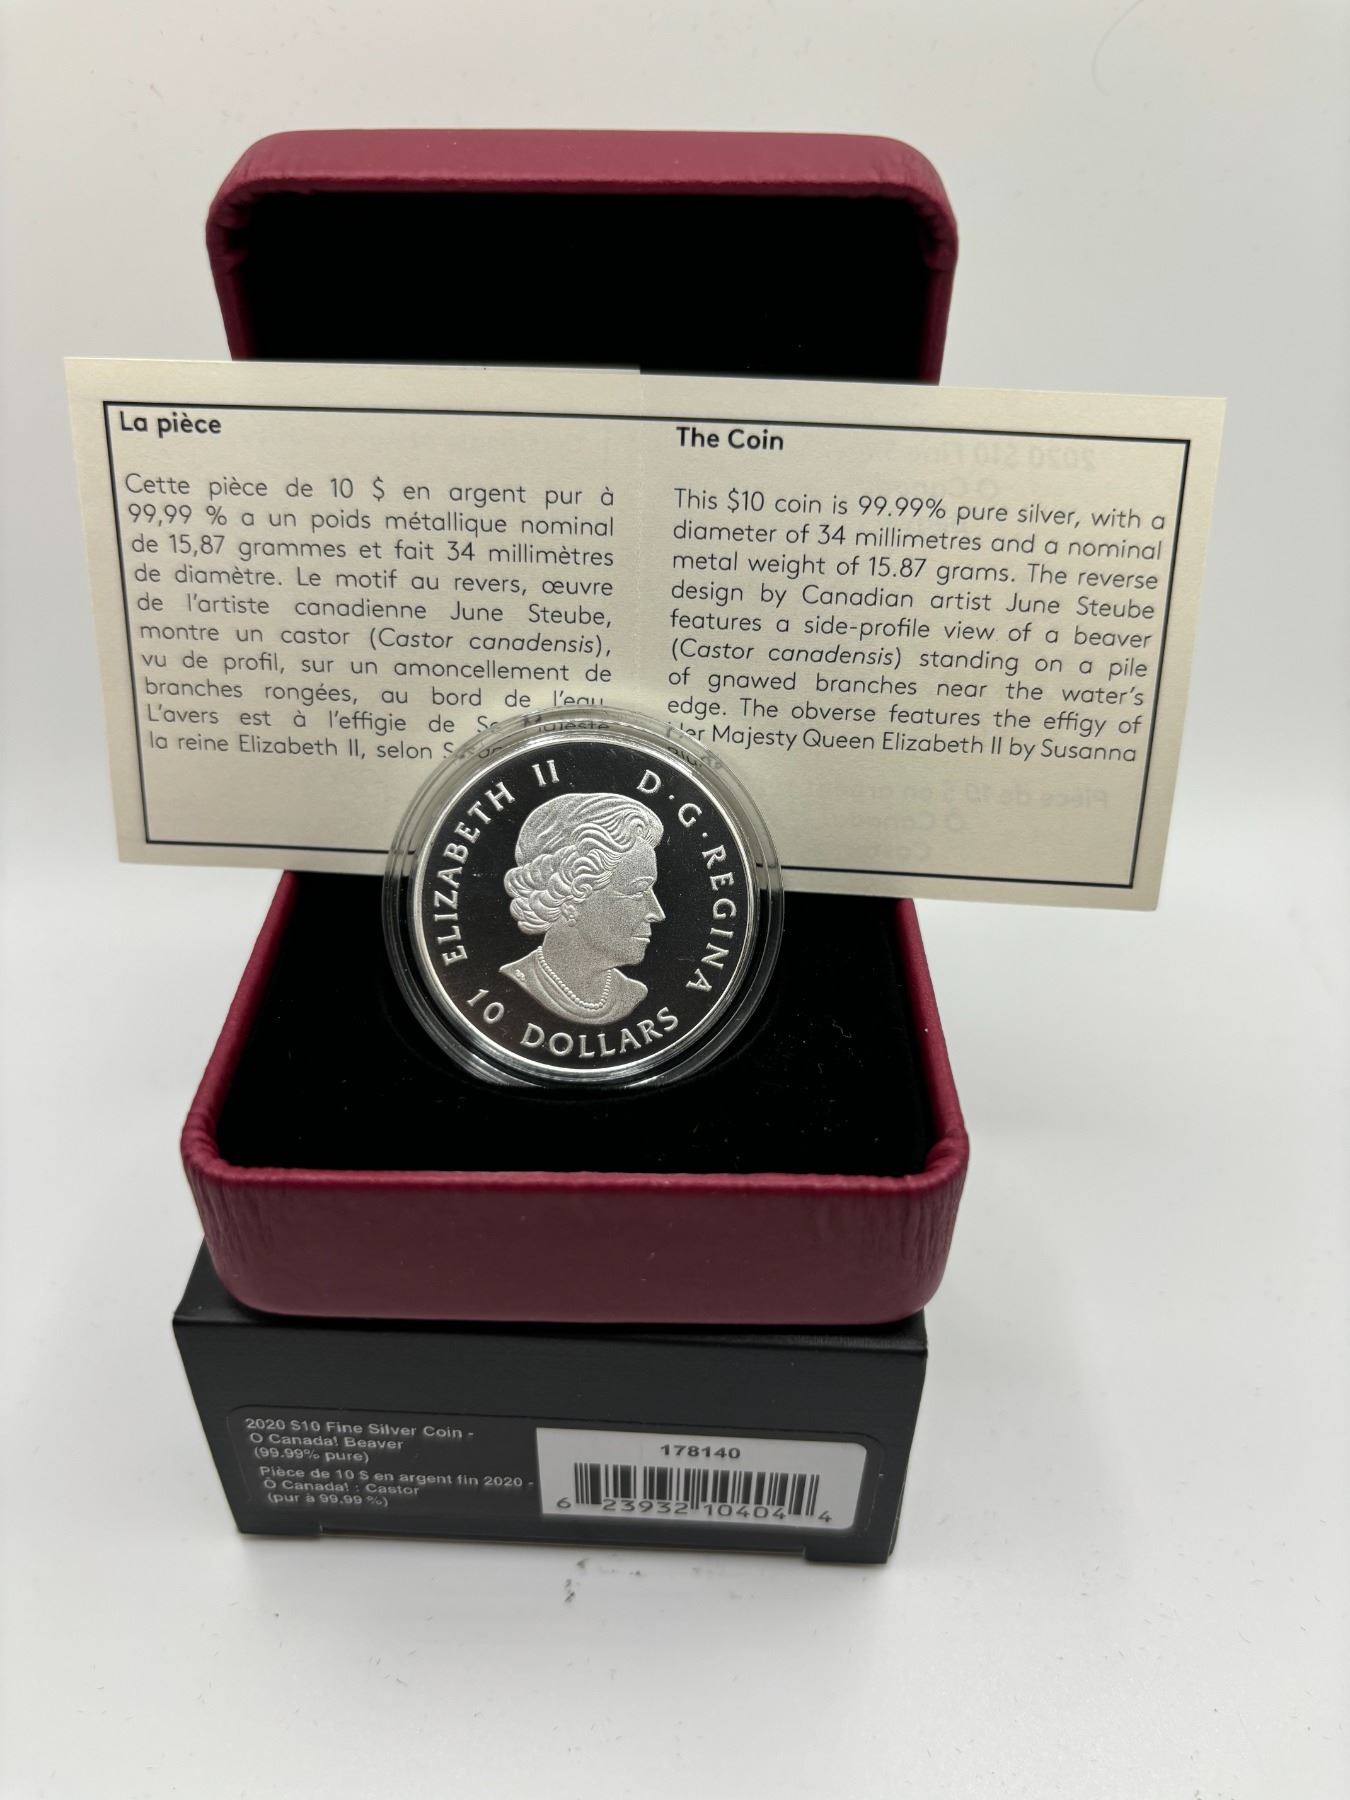 La pièce
Cette pièce de 10 $ en argent pur à
99,99 % a un poids métallique nominal
de 15,87 grammes et fait 34 millimètres
de diamètre. Le motif au revers, œuvre
de l'artiste canadienne June Steube,
montre un castor (Castor canadensis),
vu de profil, sur un amoncellement de
branches rongées, au bord de l'eau.
L'avers est à l'effigie de Sa Majesté
la reine Elizabeth II, selon
The Coin
This $10 coin is 99.99% pure silver, with a
diameter of 34 millimetres and a nominal
metal weight of 15.87 grams. The reverse
design by Canadian artist June Steube
features a side-profile view of a beaver
(Castor canadensis) standing on a pile
of gnawed branches near the water's
edge. The obverse features the effigy of
Her Majesty Queen Elizabeth II by Susanna
ELIZABETH II D·G·REGINA
10 DOLLARS
2020 $10 Fine Silver Coin -
O Canada! Beaver
(99.99% pure)
Pièce de 10 $ en argent fin 2020 -
Ô Canada! : Castor
(pur à 99,99 %)
178140
6 23932 10404 4